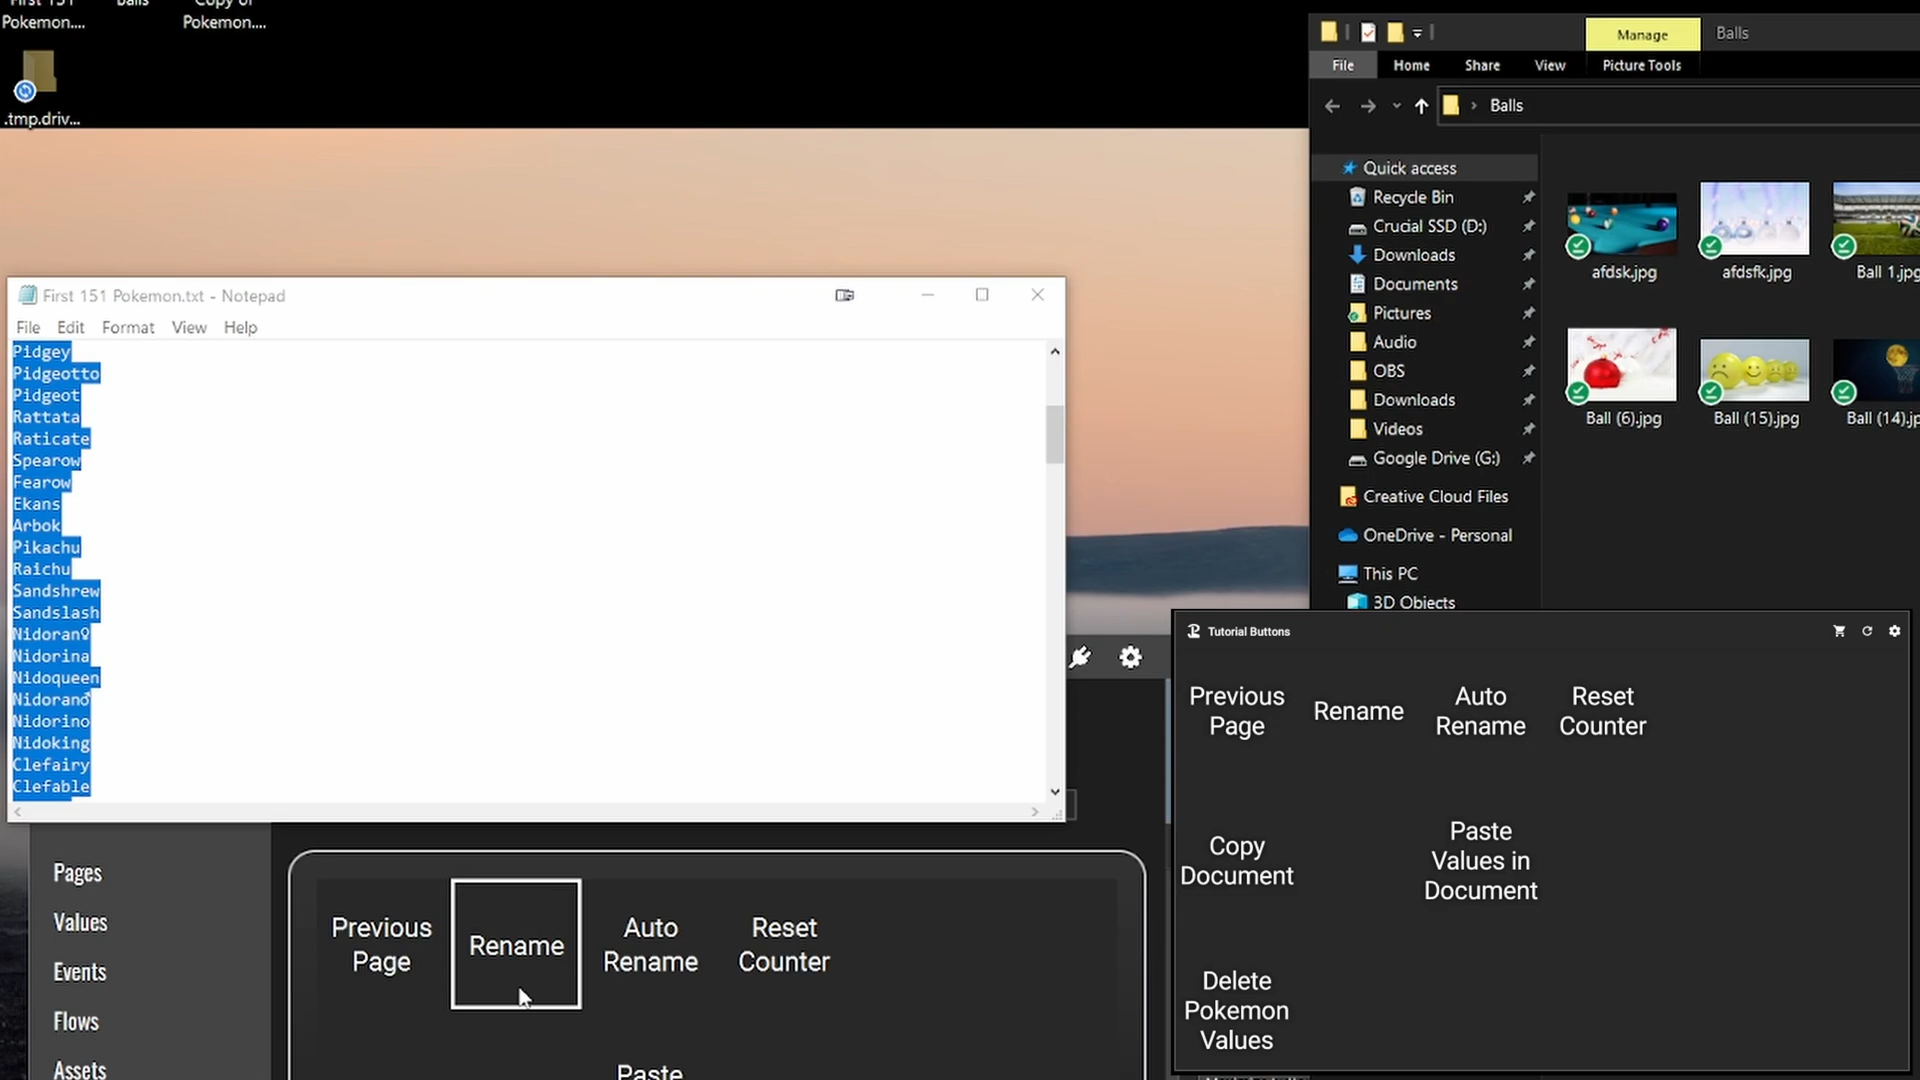 First 151
Pokemon....
Balls
Copy of
Pokemon....
.tmp.driv...
Manage
Balls
File
Home
Share
View
Picture Tools
Balls
Quick access
Recycle Bin
Crucial SSD (D:)
Downloads
Documents
Pictures
Audio
OBS
Downloads
Videos
Google Drive (G:)
Creative Cloud Files
OneDrive - Personal
This PC
3D Objects
afdsk.jpg
afdsfk.jpg
Ball 1.jpg
Ball (6).jpg
Ball (15).jpg
Ball (14).jp
First 151 Pokemon.txt - Notepad
File Edit Format View Help
Pidgey
Pidgeotto
Pidgeot
Rattata
Raticate
Spearow
Fearow
Ekans
Arbok
Pikachu
Raichu
Sandshrew
Sandslash
Nidoran♀
Nidorina
Nidoqueen
Nidoran♂
Nidorino
Nidoking
Clefairy
Clefable
Pages
Values
Events
Flows
Assets
Previous
Page
Rename
Auto
Rename
Reset
Counter
Paste
Tutorial Buttons
Previous
Page
Rename
Auto
Rename
Reset
Counter
Copy
Document
Paste
Values in
Document
Delete
Pokemon
Values